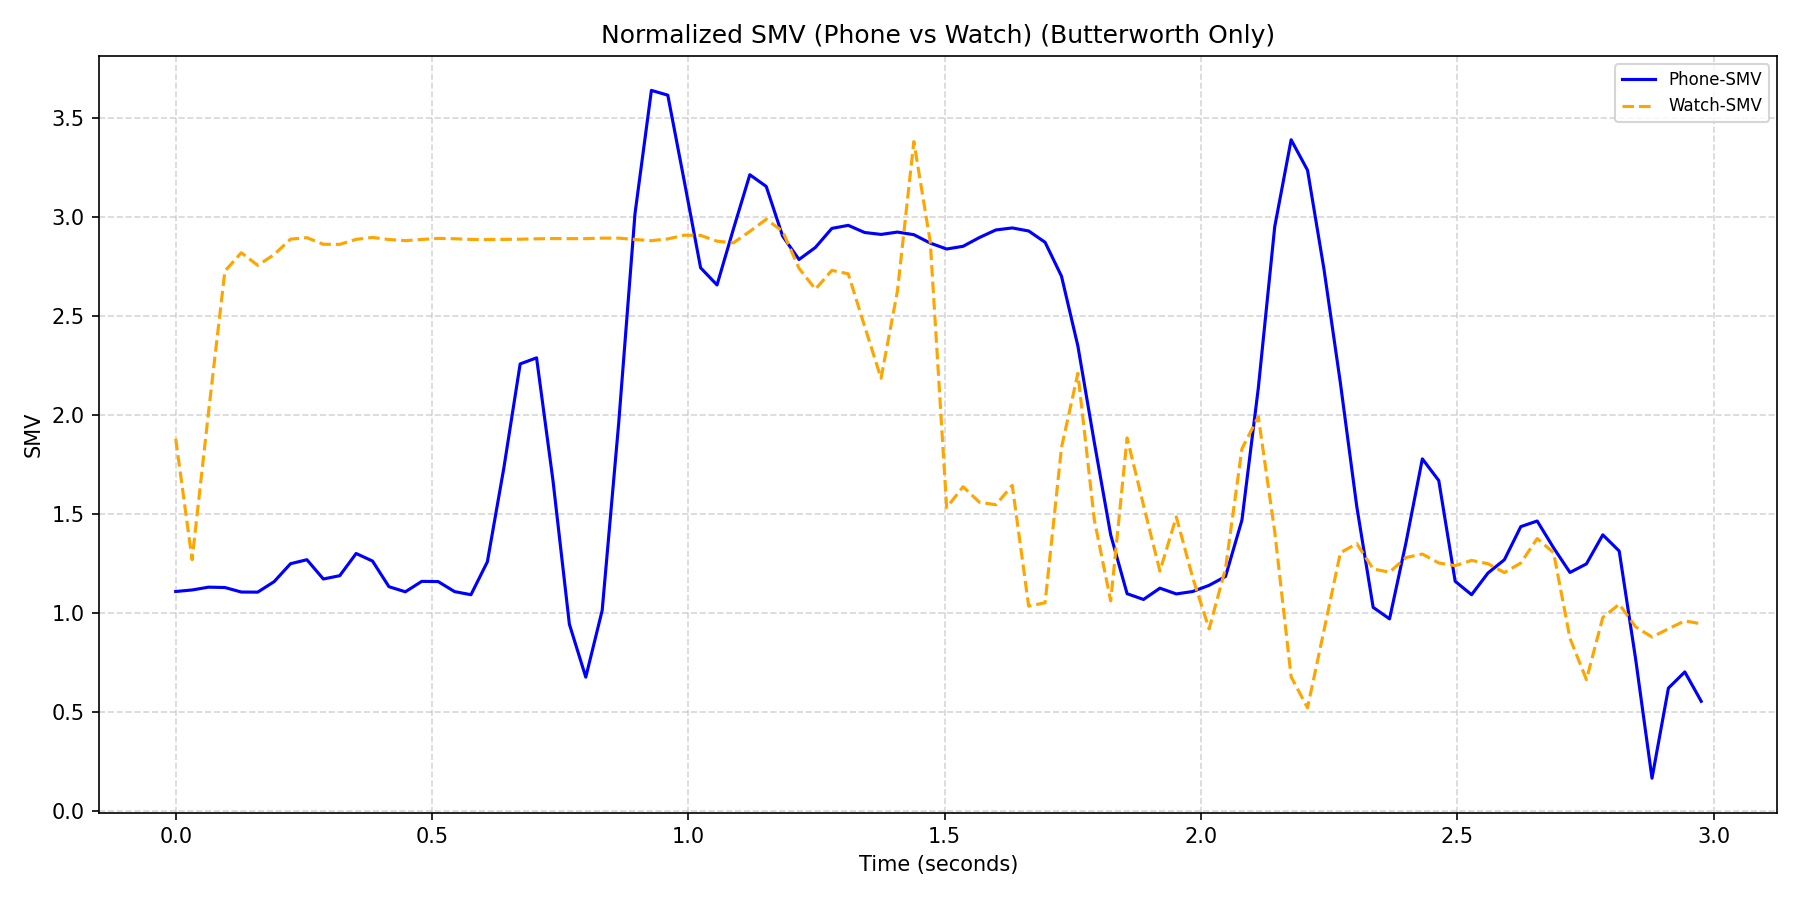 Normalized SMV (Phone vs Watch) (Butterworth Only)
Phone-SMV
Watch-SMV
3.5
3.0
2.5
2.0
1.5
1.0
0.5
0.0
SMV
0.0 0.5 1.0 1.5 2.0 2.5 3.0
Time (seconds)